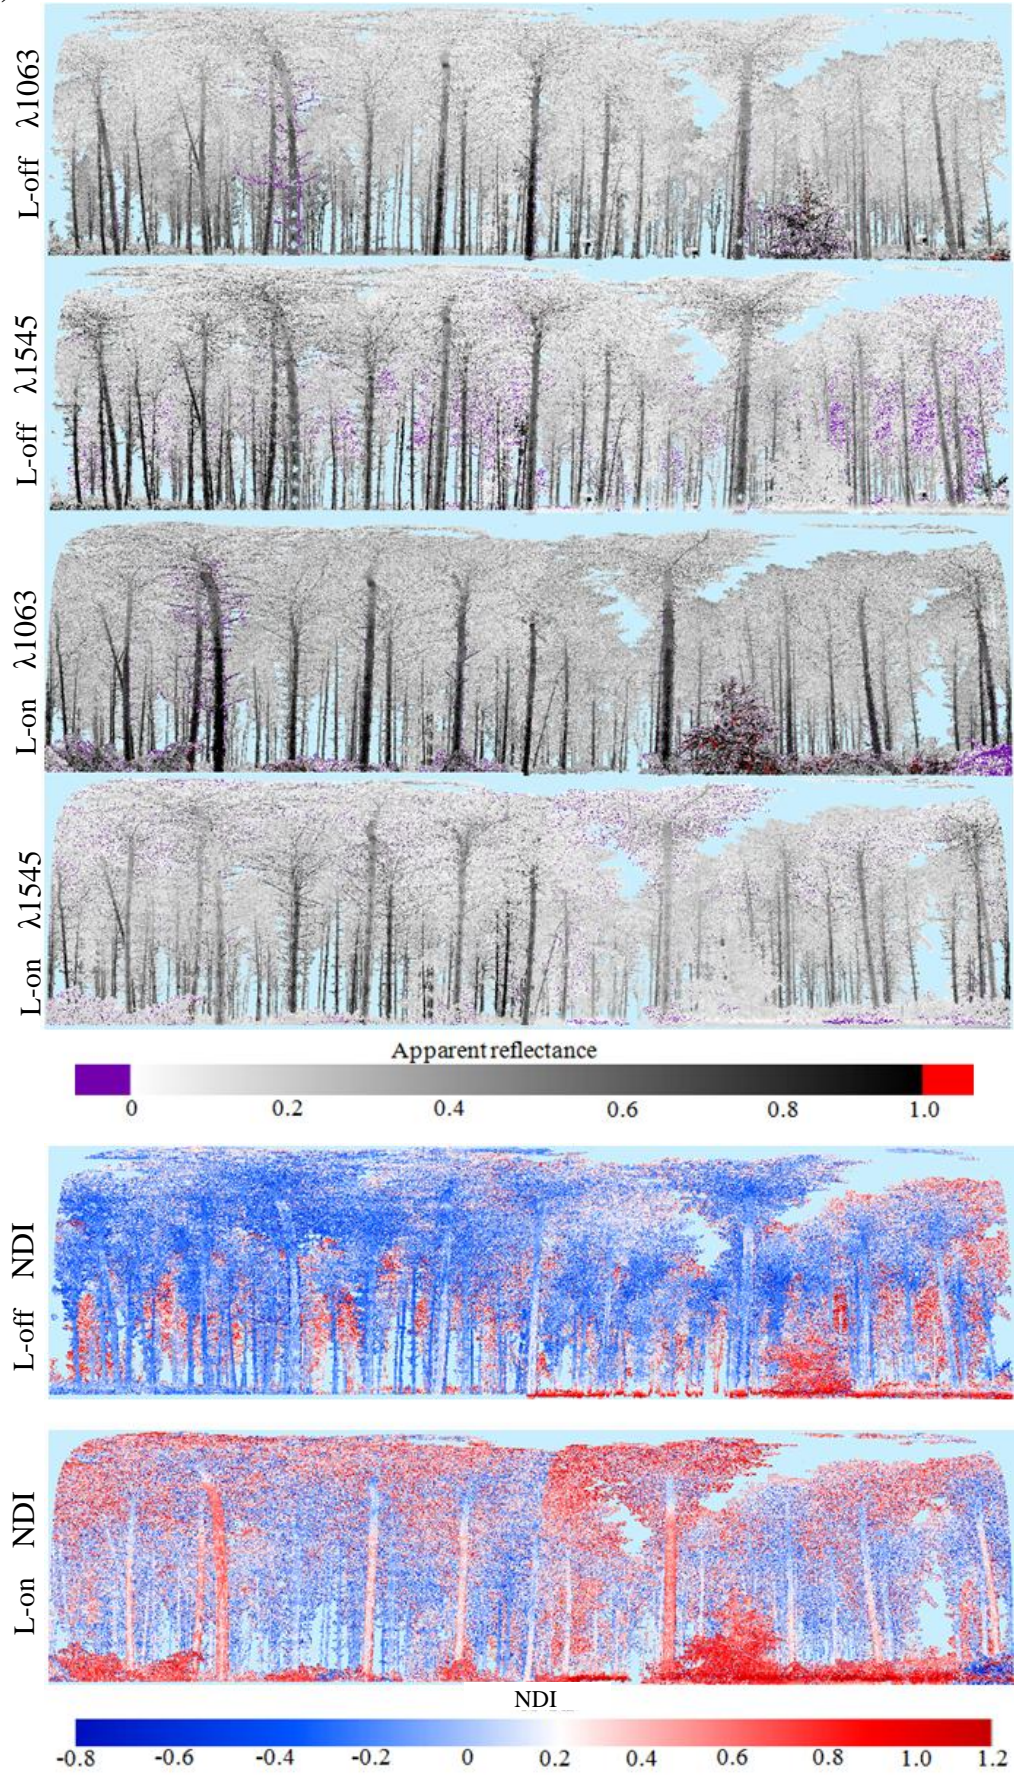 L-off λ1063
L-off λ1545
L-on λ1063
L-on λ1545
Apparent reflectance
0 0.2 0.4 0.6 0.8 1.0
L-off NDI
L-on NDI
NDI
-0.8 -0.6 -0.4 -0.2 0 0.2 0.4 0.6 0.8 1.0 1.2